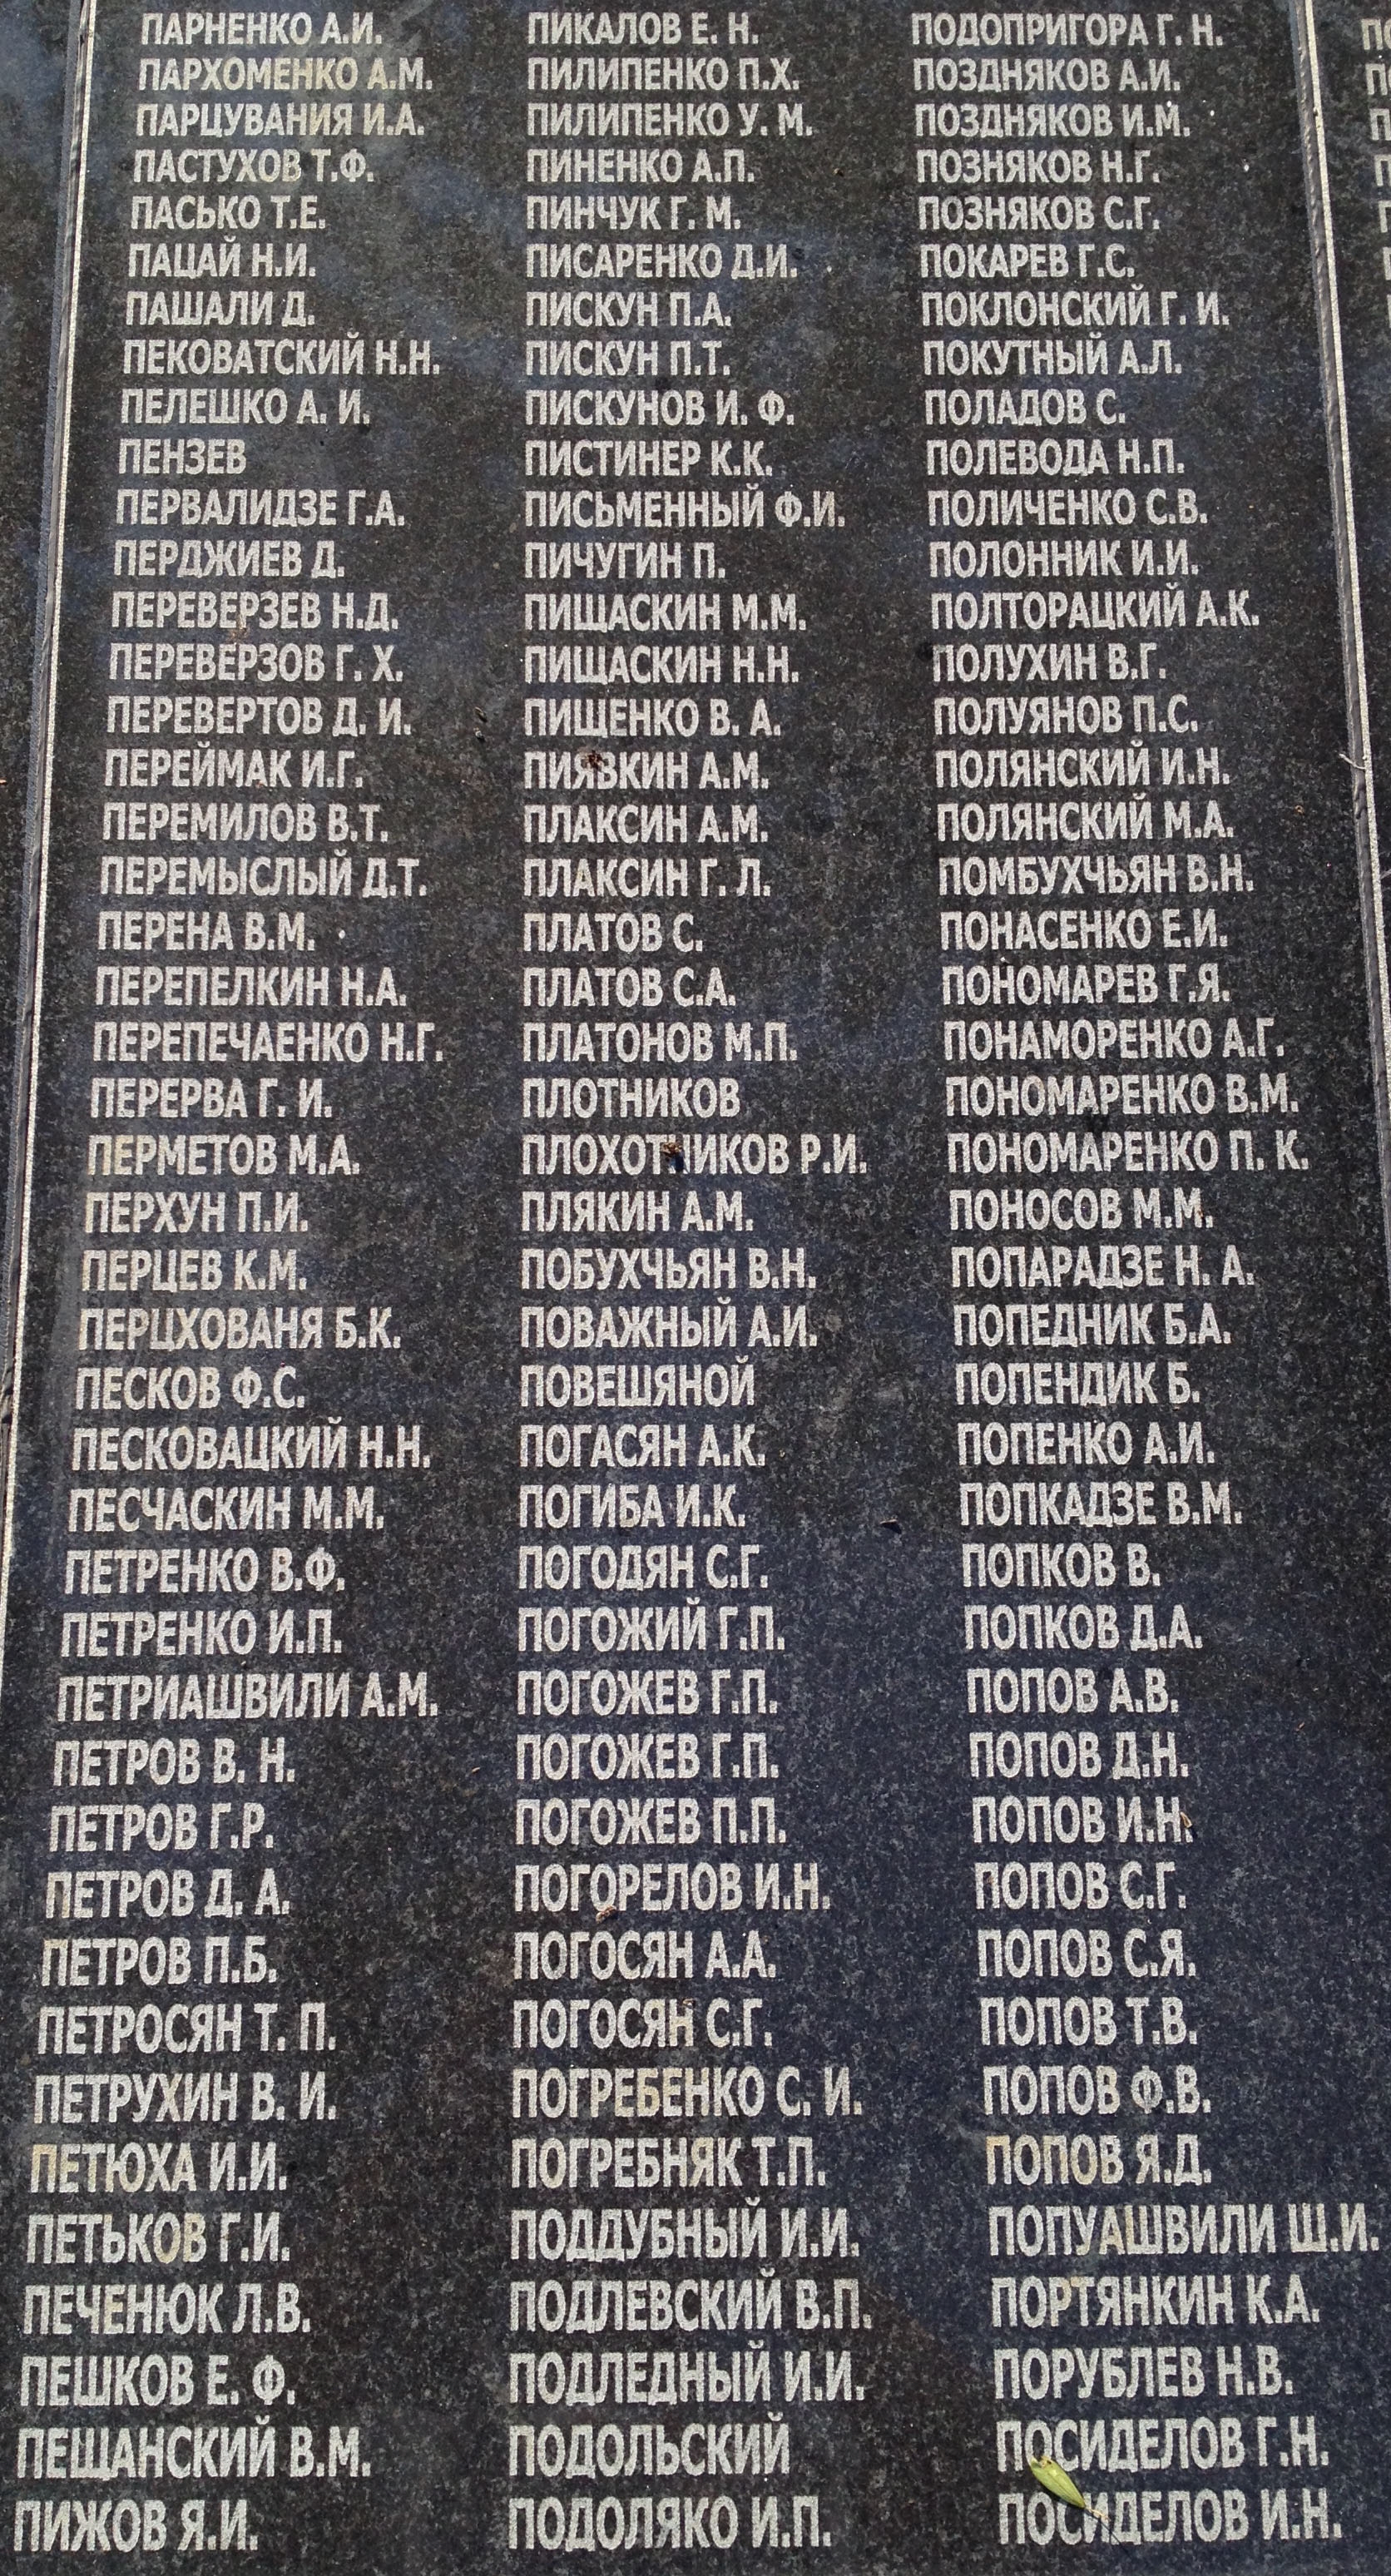 ПАРНЕНКО А.И.
ПАРХОМЕНКО А.М.
ПАРЦУВАНИЯ И.А.
ПАСТУХОВ Т.Ф.
ПАСЬКО Т.Е.
ПАЦАЙ Н.И.
ПАШАЛИ Д.
ПЕКОВАТСКИЙ Н.Н.
ПЕЛЕШКО А. И.
ПЕНЗЕВ
ПЕРВАЛИДЗЕ Г.А.
ПЕРДЖИЕВ Д.
ПЕРЕВЕРЗЕВ Н.Д.
ПЕРЕВЕРЗОВ Г. Х.
ПЕРЕВЕРТОВ Д. И.
ПЕРЕЙМАК И.Г.
ПЕРЕМИЛОВ В.Т.
ПЕРЕМЫСЛЫЙ Д.Т.
ПЕРЕНА В.М.
ПЕРЕПЕЛКИН Н.А.
ПЕРЕПЕЧАЕНКО Н.Г.
ПЕРЕРВА Г. И.
ПЕРМЕТОВ М.А.
ПЕРХУН П.И.
ПЕРЦЕВ К.М.
ПЕРЦХОВАНЯ Б.К.
ПЕСКОВ Ф.С.
ПЕСКОВАЦКИЙ Н.Н.
ПЕСЧАСКИН М.М.
ПЕТРЕНКО В.Ф.
ПЕТРЕНКО И.П.
ПЕТРИАШВИЛИ А.М.
ПЕТРОВ В. Н.
ПЕТРОВ Г.Р.
ПЕТРОВ Д. А.
ПЕТРОВ П.Б.
ПЕТРОСЯН Т. П.
ПЕТРУХИН В. И.
ПЕТЮХА И.И.
ПЕТЬКОВ Г.И.
ПЕЧЕНЮК Л.В.
ПЕШКОВ Е. Ф.
ПЕЩАНСКИЙ В.М.
ПИЖОВ Я.И.
ПИКАЛОВ Е. Н.
ПИЛИПЕНКО П.Х.
ПИЛИПЕНКО У. М.
ПИНЕНКО А.П.
ПИНЧУК Г. М.
ПИСАРЕНКО Д.И.
ПИСКУН П.А.
ПИСКУН П.Т.
ПИСКУНОВ И. Ф.
ПИСТИНЕР К.К.
ПИСЬМЕННЫЙ Ф.И.
ПИЧУГИН П.
ПИЩАСКИН М.М.
ПИЩАСКИН Н.Н.
ПИЩЕНКО В. А.
ПИЯВКИН А.М.
ПЛАКСИН А.М.
ПЛАКСИН Г. Л.
ПЛАТОВ С.
ПЛАТОВ С.А.
ПЛАТОНОВ М.П.
ПЛОТНИКОВ
ПЛОХОТНИКОВ Р.И.
ПЛЯКИН А.М.
ПОБУХЧЬЯН В.Н.
ПОВАЖНЫЙ А.И.
ПОВЕШЯНОЙ
ПОГАСЯН А.К.
ПОГИБА И.К.
ПОГОДЯН С.Г.
ПОГОЖИЙ Г.П.
ПОГОЖЕВ Г.П.
ПОГОЖЕВ Г.П.
ПОГОЖЕВ П.П.
ПОГОРЕЛОВ И.Н.
ПОГОСЯН А.А.
ПОГОСЯН С.Г.
ПОГРЕБЕНКО С. И.
ПОГРЕБНЯК Т.П.
ПОДДУБНЫЙ И.И.
ПОДЛЕВСКИЙ В.П.
ПОДЛЕДНЫЙ И.И.
ПОДОЛЬСКИЙ
ПОДОЛЯКО И.П.
ПОДОПРИГОРА Г. Н.
ПОЗДНЯКОВ А.И.
ПОЗДНЯКОВ И.М.
ПОЗНЯКОВ Н.Г.
ПОЗНЯКОВ С.Г.
ПОКАРЕВ Г.С.
ПОКЛОНСКИЙ Г. И.
ПОКУТНЫЙ А.Л.
ПОЛАДОВ С.
ПОЛЕВОДА Н.П.
ПОЛИЧЕНКО С.В.
ПОЛОННИК И.И.
ПОЛТОРАЦКИЙ А.К.
ПОЛУХИН В.Г.
ПОЛУЯНОВ П.С.
ПОЛЯНСКИЙ И.Н.
ПОЛЯНСКИЙ М.А.
ПОМБУХЧЬЯН В.Н.
ПОНАСЕНКО Е.И.
ПОНОМАРЕВ Г.Я.
ПОНАМОРЕНКО А.Г.
ПОНОМАРЕНКО В.М.
ПОНОМАРЕНКО П. К.
ПОНОСОВ М.М.
ПОПАРАДЗЕ Н. А.
ПОПЕДНИК Б.А.
ПОПЕНДИК Б.
ПОПЕНКО А.И.
ПОПКАДЗЕ В.М.
ПОПКОВ В.
ПОПКОВ Д.А.
ПОПОВ А.В.
ПОПОВ Д.Н.
ПОПОВ И.Н.
ПОПОВ С.Г.
ПОПОВ С.Я.
ПОПОВ Т.В.
ПОПОВ Ф.В.
ПОПОВ Я.Д.
ПОПУАШВИЛИ Ш.И.
ПОРТЯНКИН К.А.
ПОРУБЛЕВ Н.В.
ПОСИДЕЛОВ Г.Н.
ПОСИДЕЛОВ И.Н.